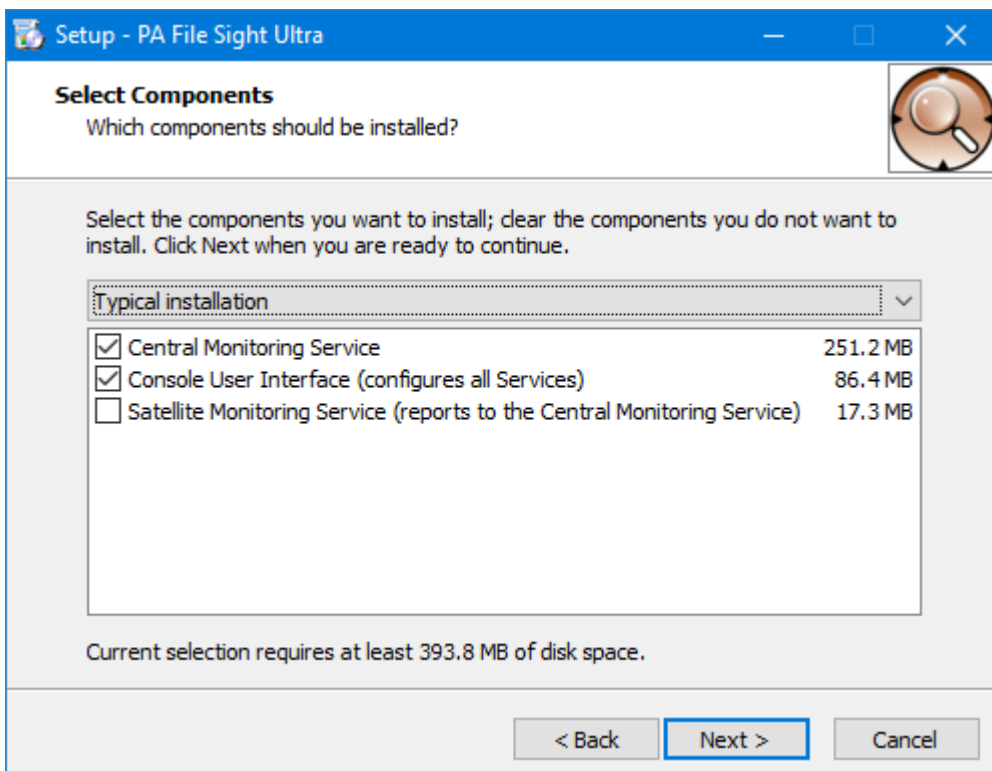 Setup - PA File Sight Ultra
Select Components
Which components should be installed?
Select the components you want to install; clear the components you do not want to
install. Click Next when you are ready to continue.
Typical installation
Central Monitoring Service 251.2 MB
Console User Interface (configures all Services) 86.4 MB
Satellite Monitoring Service (reports to the Central Monitoring Service) 17.3 MB
Current selection requires at least 393.8 MB of disk space.
< Back Next > Cancel